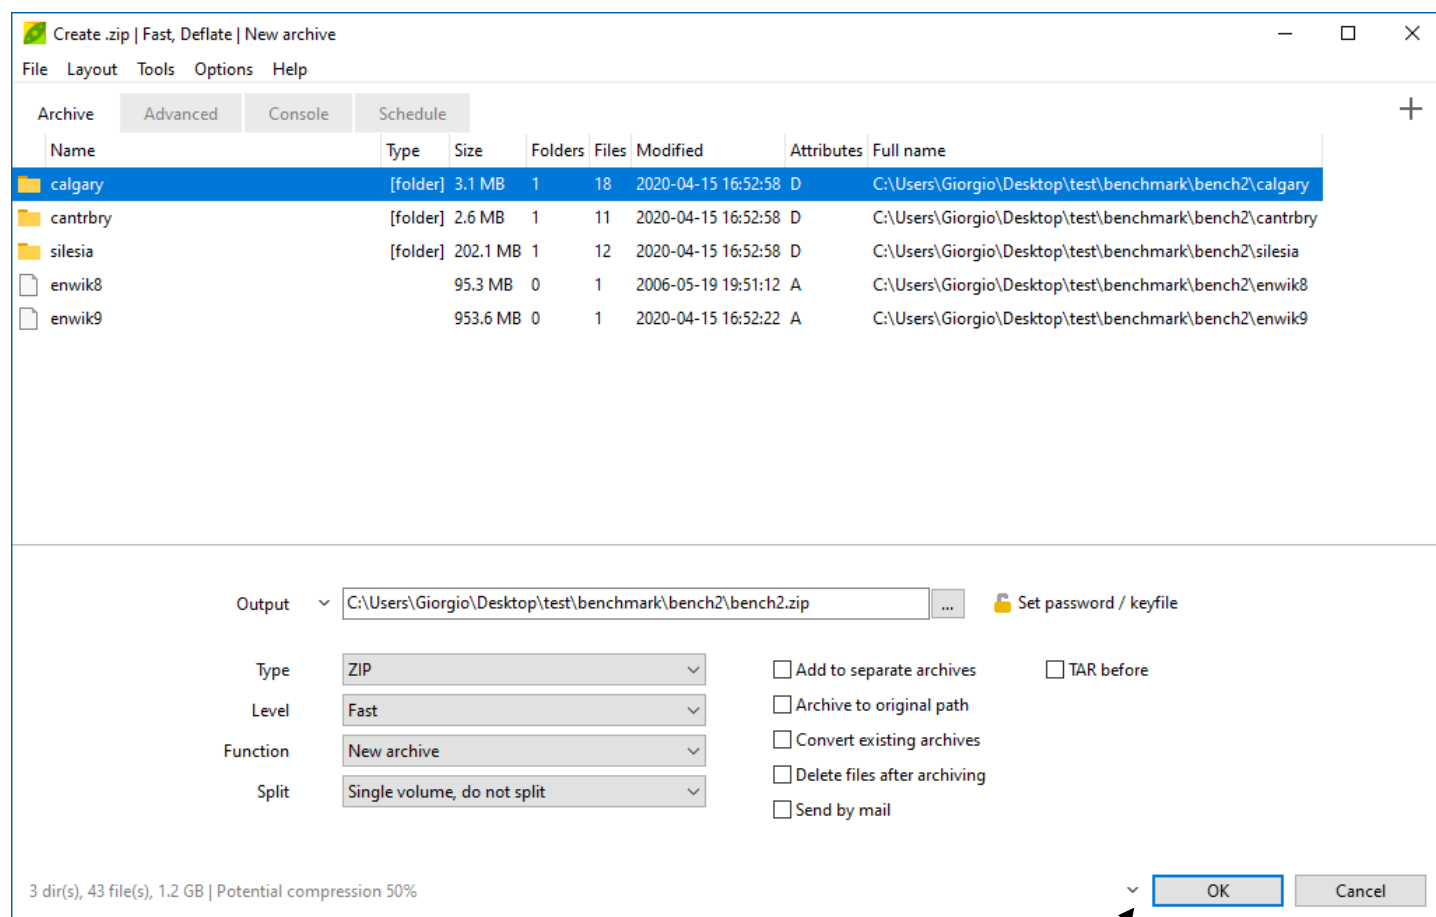 Create .zip | Fast, Deflate | New archive
File Layout Tools Options Help
Archive Advanced Console Schedule
Name Type Size Folders Files Modified Attributes Full name
calgary [folder] 3.1 MB 1 18 2020-04-15 16:52:58 D C:\Users\Giorgio\Desktop\test\benchmark\bench2\calgary
cantrbry [folder] 2.6 MB 1 11 2020-04-15 16:52:58 D C:\Users\Giorgio\Desktop\test\benchmark\bench2\cantrbry
silesia [folder] 202.1 MB 1 12 2020-04-15 16:52:58 D C:\Users\Giorgio\Desktop\test\benchmark\bench2\silesia
enwik8 95.3 MB 0 1 2006-05-19 19:51:12 A C:\Users\Giorgio\Desktop\test\benchmark\bench2\enwik8
enwik9 953.6 MB 0 1 2020-04-15 16:52:22 A C:\Users\Giorgio\Desktop\test\benchmark\bench2\enwik9
Output C:\Users\Giorgio\Desktop\test\benchmark\bench2\bench2.zip ... Set password / keyfile
Type ZIP Add to separate archives TAR before
Level Fast Archive to original path
Function New archive Convert existing archives
Delete files after archiving
Split Single volume, do not split
Send by mail
3 dir(s), 43 file(s), 1.2 GB | Potential compression 50% OK Cancel